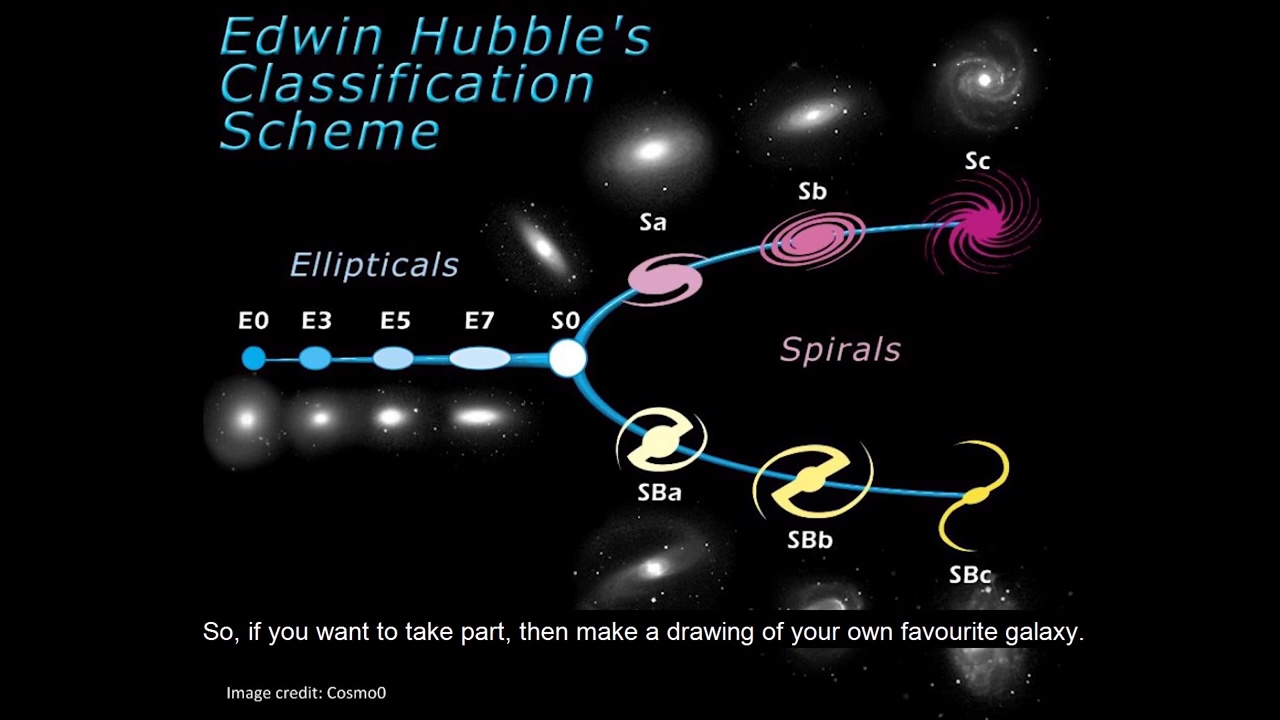 Edwin Hubble's
Classification
Scheme
Sc
Sb
Sa
Ellipticals
E0 E3 E5 E7 S0
Spirals
SBa
SBb
SBc
So, if you want to take part, then make a drawing of your own favourite galaxy.
Image credit: Cosmo0